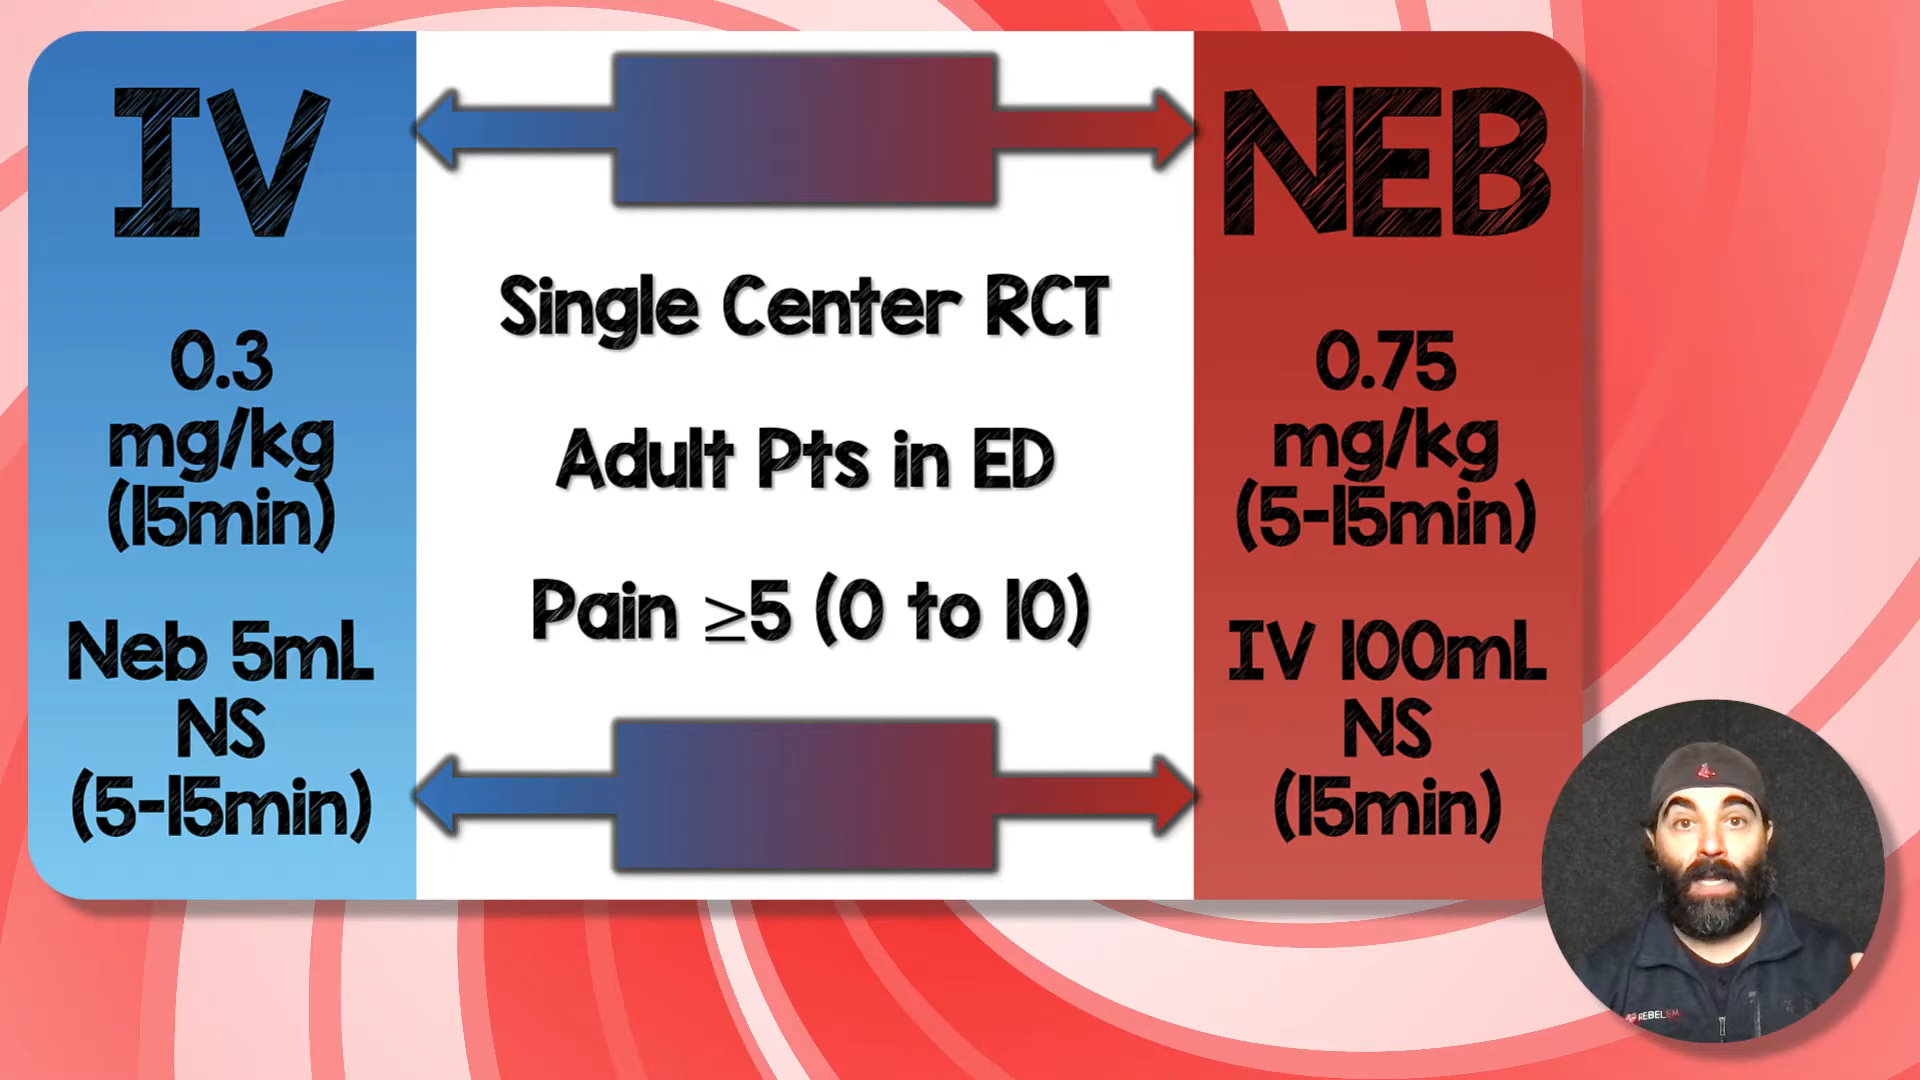 IV
0.3
mg/kg
(15min)
Neb 5mL
NS
(5-15min)
Single Center RCT
Adult Pts in ED
Pain ≥5 (0 to 10)
NEB
0.75
mg/kg
(5-15min)
IV 100mL
NS
(15min)
REBELEM